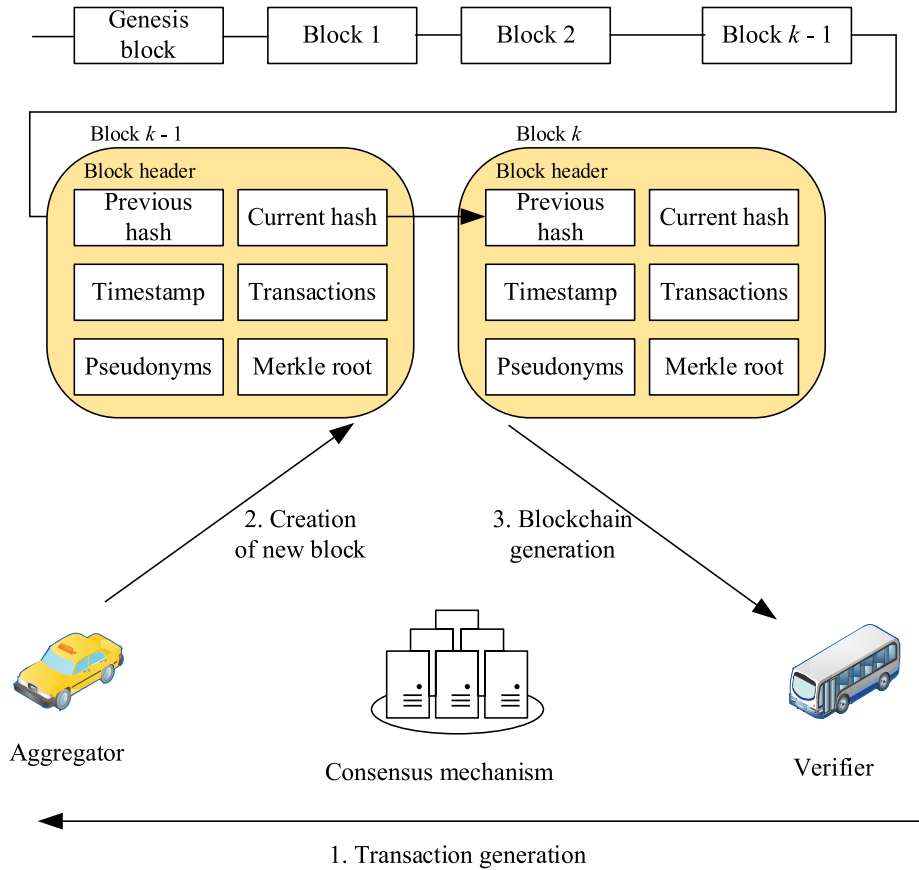 Genesis
block
Block 1
Block 2
Block k - 1
Block k - 1
Block header
Previous
hash
Current hash
Timestamp
Transactions
Pseudonyms
Merkle root
Block k
Block header
Previous
hash
Current hash
Timestamp
Transactions
Pseudonyms
Merkle root
2. Creation
of new block
3. Blockchain
generation
Aggregator
Consensus mechanism
Verifier
1. Transaction generation